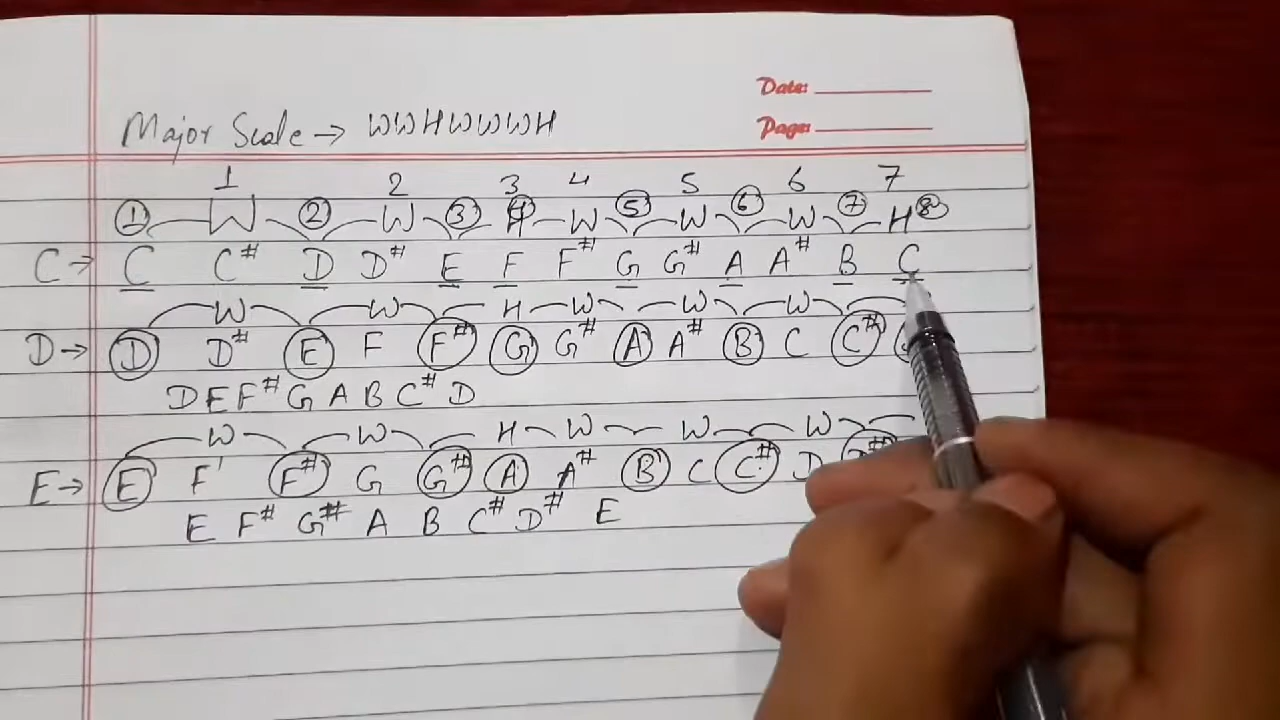 Date:
Major Scale → WWHWWWH
Page:
1 2 3 4 5 6 7
① W ② W ③ H ④ W ⑤ W ⑥ W ⑦ H ⑧
C → C C# D D# E F F# G G# A A# B C
W W H W W W
D → D D# E F F# G G# A A# B C C#
D E F# G A B C# D
W W H W W W
E → E F F# G G# A A# B C C# D D#
E F# G# A B C# D# E